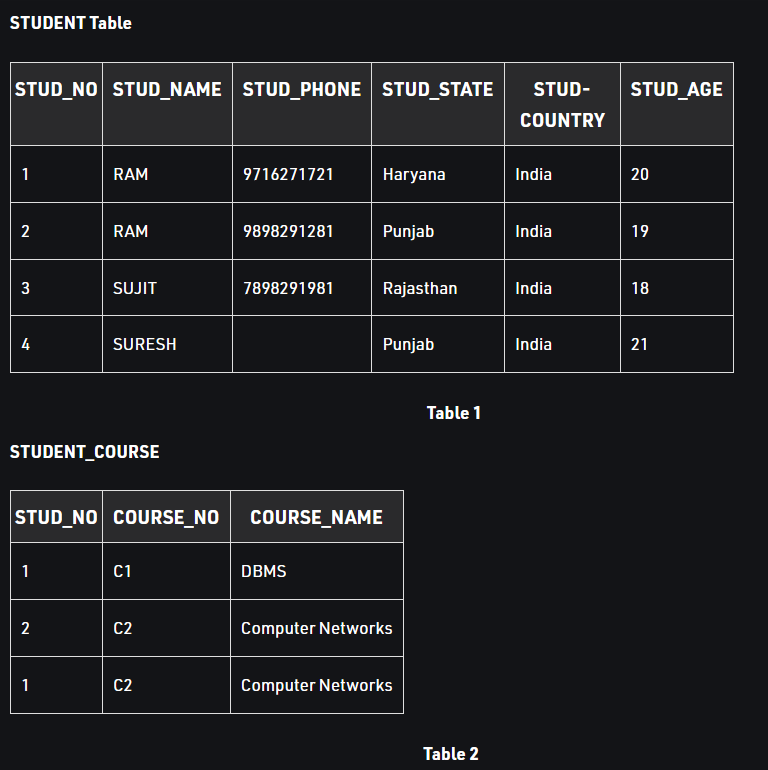 STUDENT Table
STUD_NO STUD_NAME STUD_PHONE STUD_STATE STUD-
COUNTRY STUD_AGE
1 RAM 9716271721 Haryana India 20
2 RAM 9898291281 Punjab India 19
3 SUJIT 7898291981 Rajasthan India 18
4 SURESH Punjab India 21
Table 1
STUDENT_COURSE
STUD_NO COURSE_NO COURSE_NAME
1 C1 DBMS
2 C2 Computer Networks
1 C2 Computer Networks
Table 2